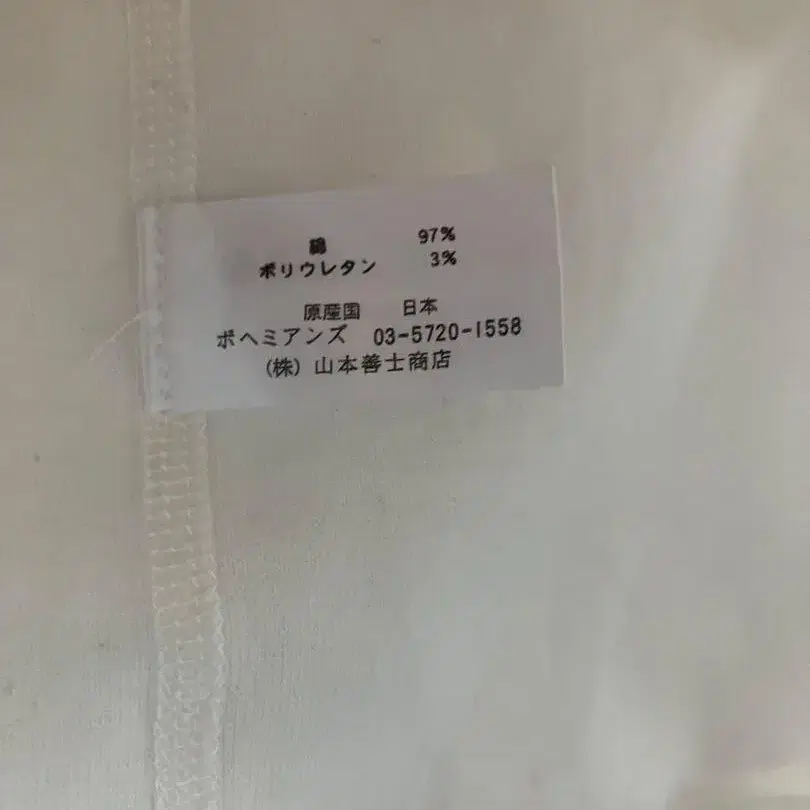 綿 97%
ポリウレタン 3%
原産国 日本
ボヘミアンズ 03-5720-1558
(株) 山本善士商店